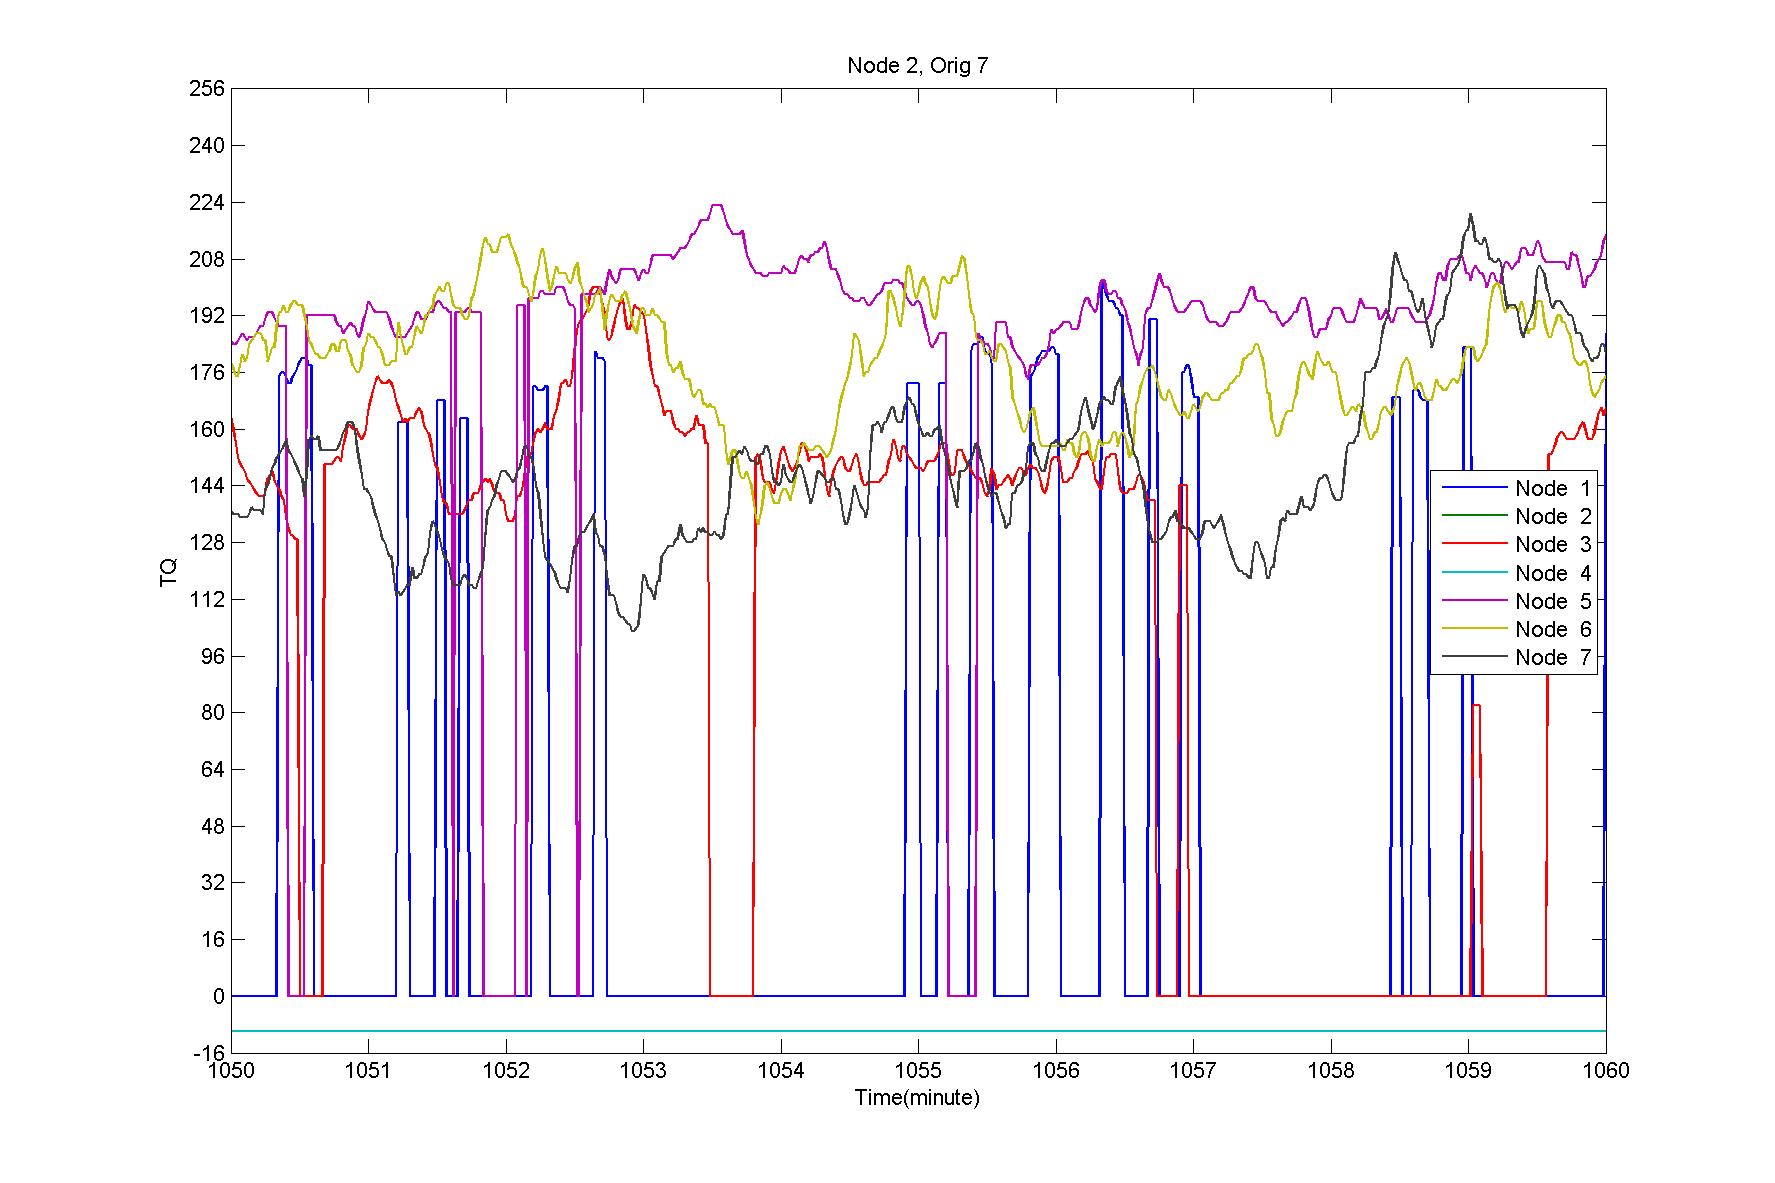 Node 2, Orig 7
256
240
224
208
192
176
160
144
128
112
96
80
64
48
32
16
0
-16
TQ
Node 1
Node 2
Node 3
Node 4
Node 5
Node 6
Node 7
1050 1051 1052 1053 1054 1055 1056 1057 1058 1059 1060
Time(minute)